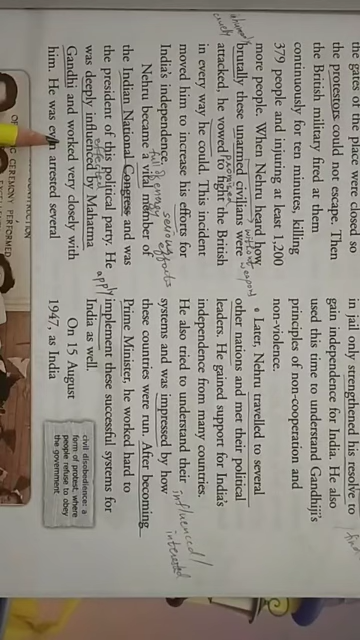 the gates of the place were closed so
the protestors could not escape. Then
the British military fired at them
continuously for ten minutes, killing
379 people and injuring at least 1,200
more people. When Nehru heard how
without weapon
brutally these unarmed civilians were
promised
attacked, he vowed to fight the British
in every way he could. This incident
moved him to increase his efforts for
serious efforts
India's independence.
Nehru became a vital member of
the Indian National Congress and was
the president of this political party. He
was deeply influenced by Mahatma
Gandhi and worked very closely with
him. He was even arrested several
in jail only strengthened his resolve to
gain independence for India. He also
used this time to understand Gandhiji's
principles of non-cooperation and
non-violence.
Later, Nehru travelled to several
other nations and met their political
leaders. He gained support for India's
independence from many countries.
He also tried to understand their
influenced/
interested
systems and was impressed by how
these countries were run. After becoming
Prime Minister, he worked hard to
apply
implement these successful systems for
India as well.
On 15 August
1947, as India
civil disobedience: a
form of protest, where
people refuse to obey
the government
CEREMONY PERFORMED